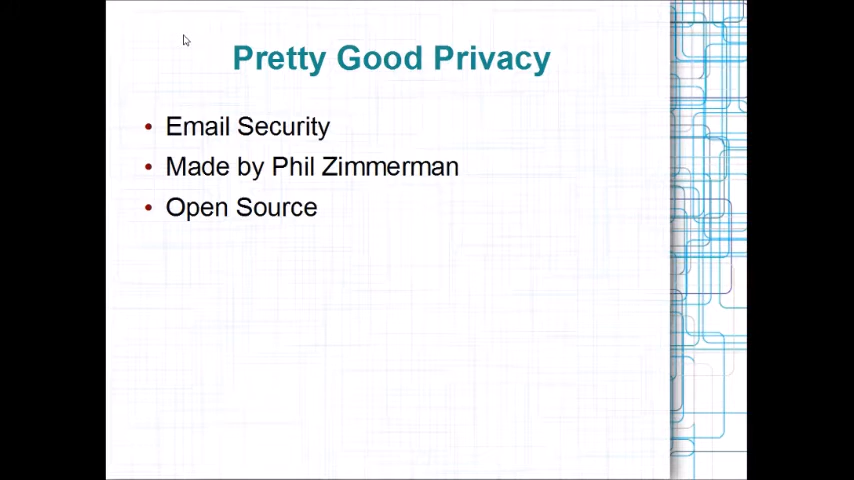 Pretty Good Privacy
• Email Security
• Made by Phil Zimmerman
• Open Source